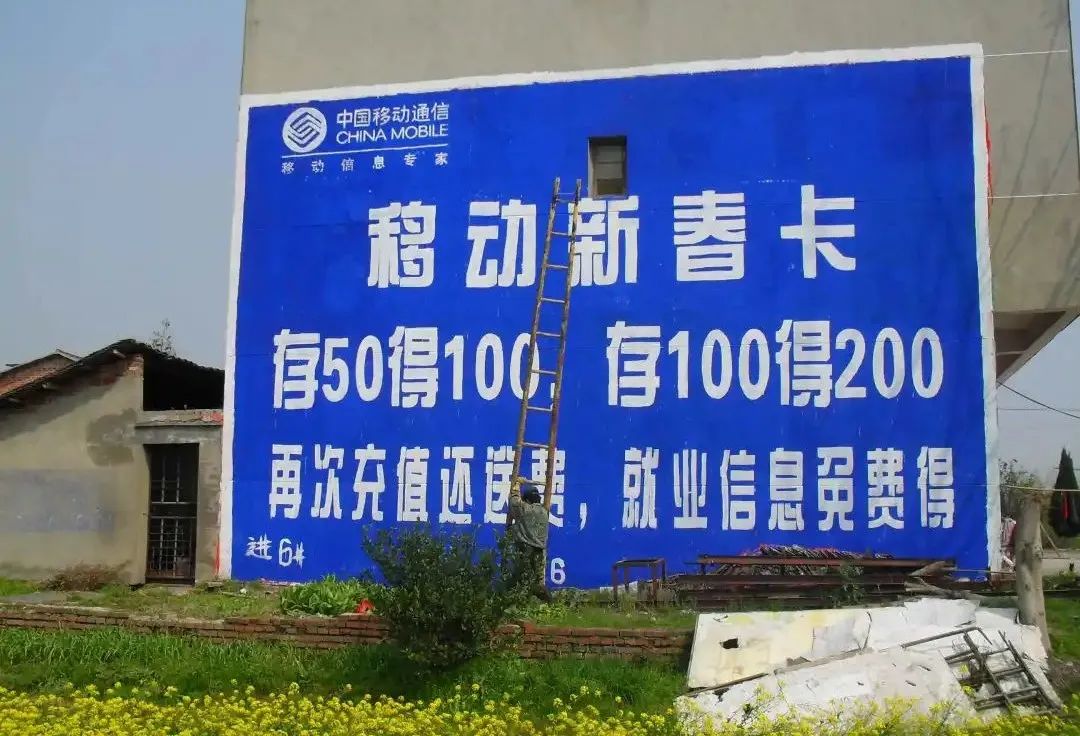 中国移动通信
CHINA MOBILE
移动信息专家
移动新春卡
存50得100，存100得200
再次充值还送费，就业信息免费得
6